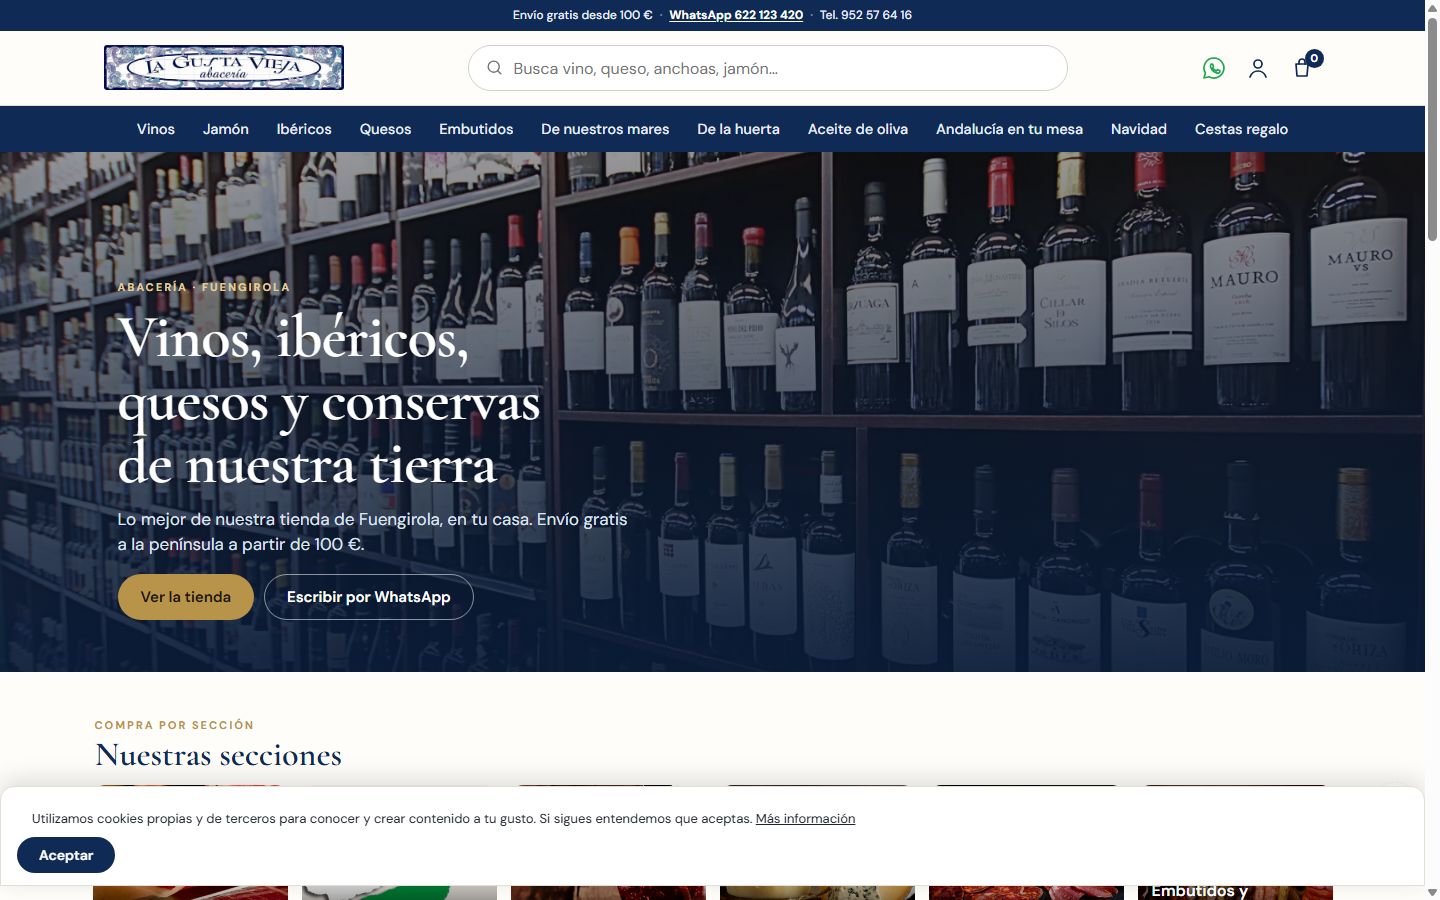 Envío gratis desde 100 € · WhatsApp 622 123 420 · Tel. 952 57 64 16
LA GUSTA VIEJA
abacería
Busca vino, queso, anchoas, jamón...
0
Vinos Jamón Ibéricos Quesos Embutidos De nuestros mares De la huerta Aceite de oliva Andalucía en tu mesa Navidad Cestas regalo
MAURO
MAURO
VS
CILLAR
D
SILOS
ABACERÍA · FUENGIROLA
Vinos, ibéricos,
quesos y conservas
de nuestra tierra
Lo mejor de nuestra tienda de Fuengirola, en tu casa. Envío gratis
a la península a partir de 100 €.
Ver la tienda
Escribir por WhatsApp
COMPRA POR SECCIÓN
Nuestras secciones
Utilizamos cookies propias y de terceros para conocer y crear contenido a tu gusto. Si sigues entendemos que aceptas. Más información
Aceptar
Embutidos y